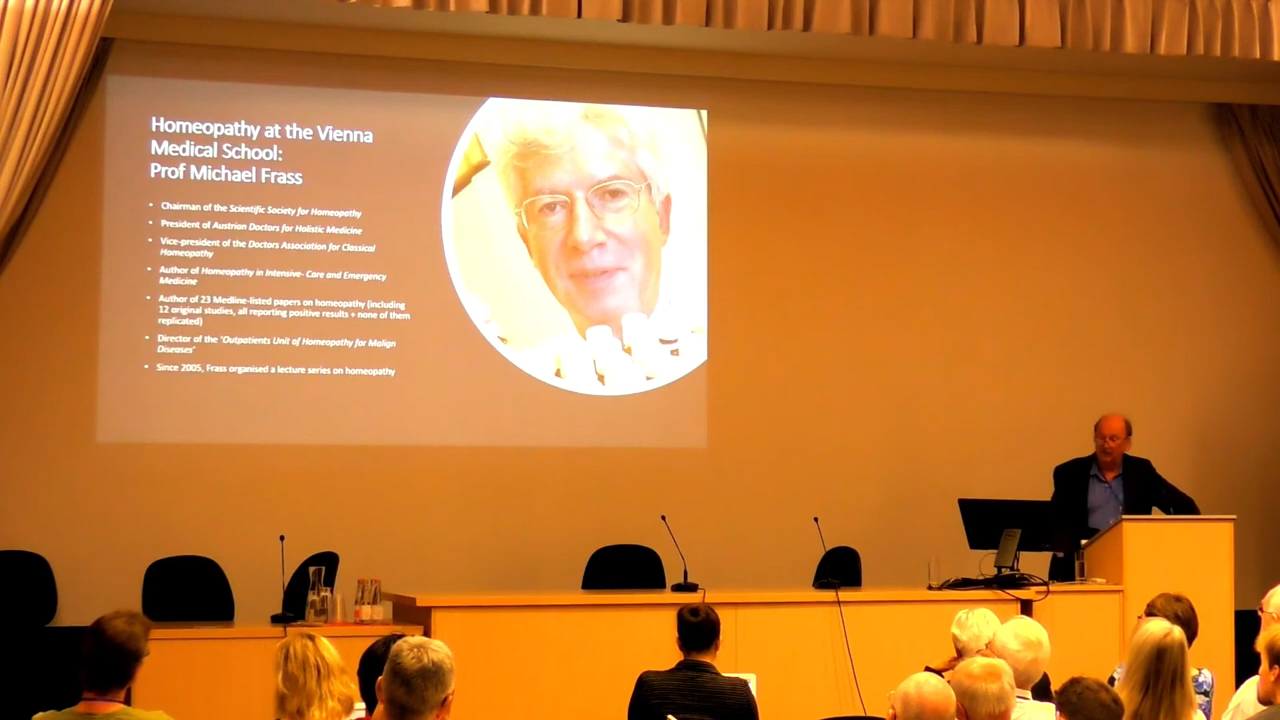 Homeopathy at the Vienna
Medical School:
Prof Michael Frass
• Chairman of the Scientific Society for Homeopathy
• President of Austrian Doctors for Holistic Medicine
• Vice-president of the Doctors Association for Classical
Homeopathy
• Author of Homeopathy in Intensive- Care and Emergency
Medicine
• Author of 23 Medline-listed papers on homeopathy (including
12 original studies, all reporting positive results + none of them
replicated)
• Director of the 'Outpatients Unit of Homeopathy for Malign
Diseases'
• Since 2005, Frass organised a lecture series on homeopathy